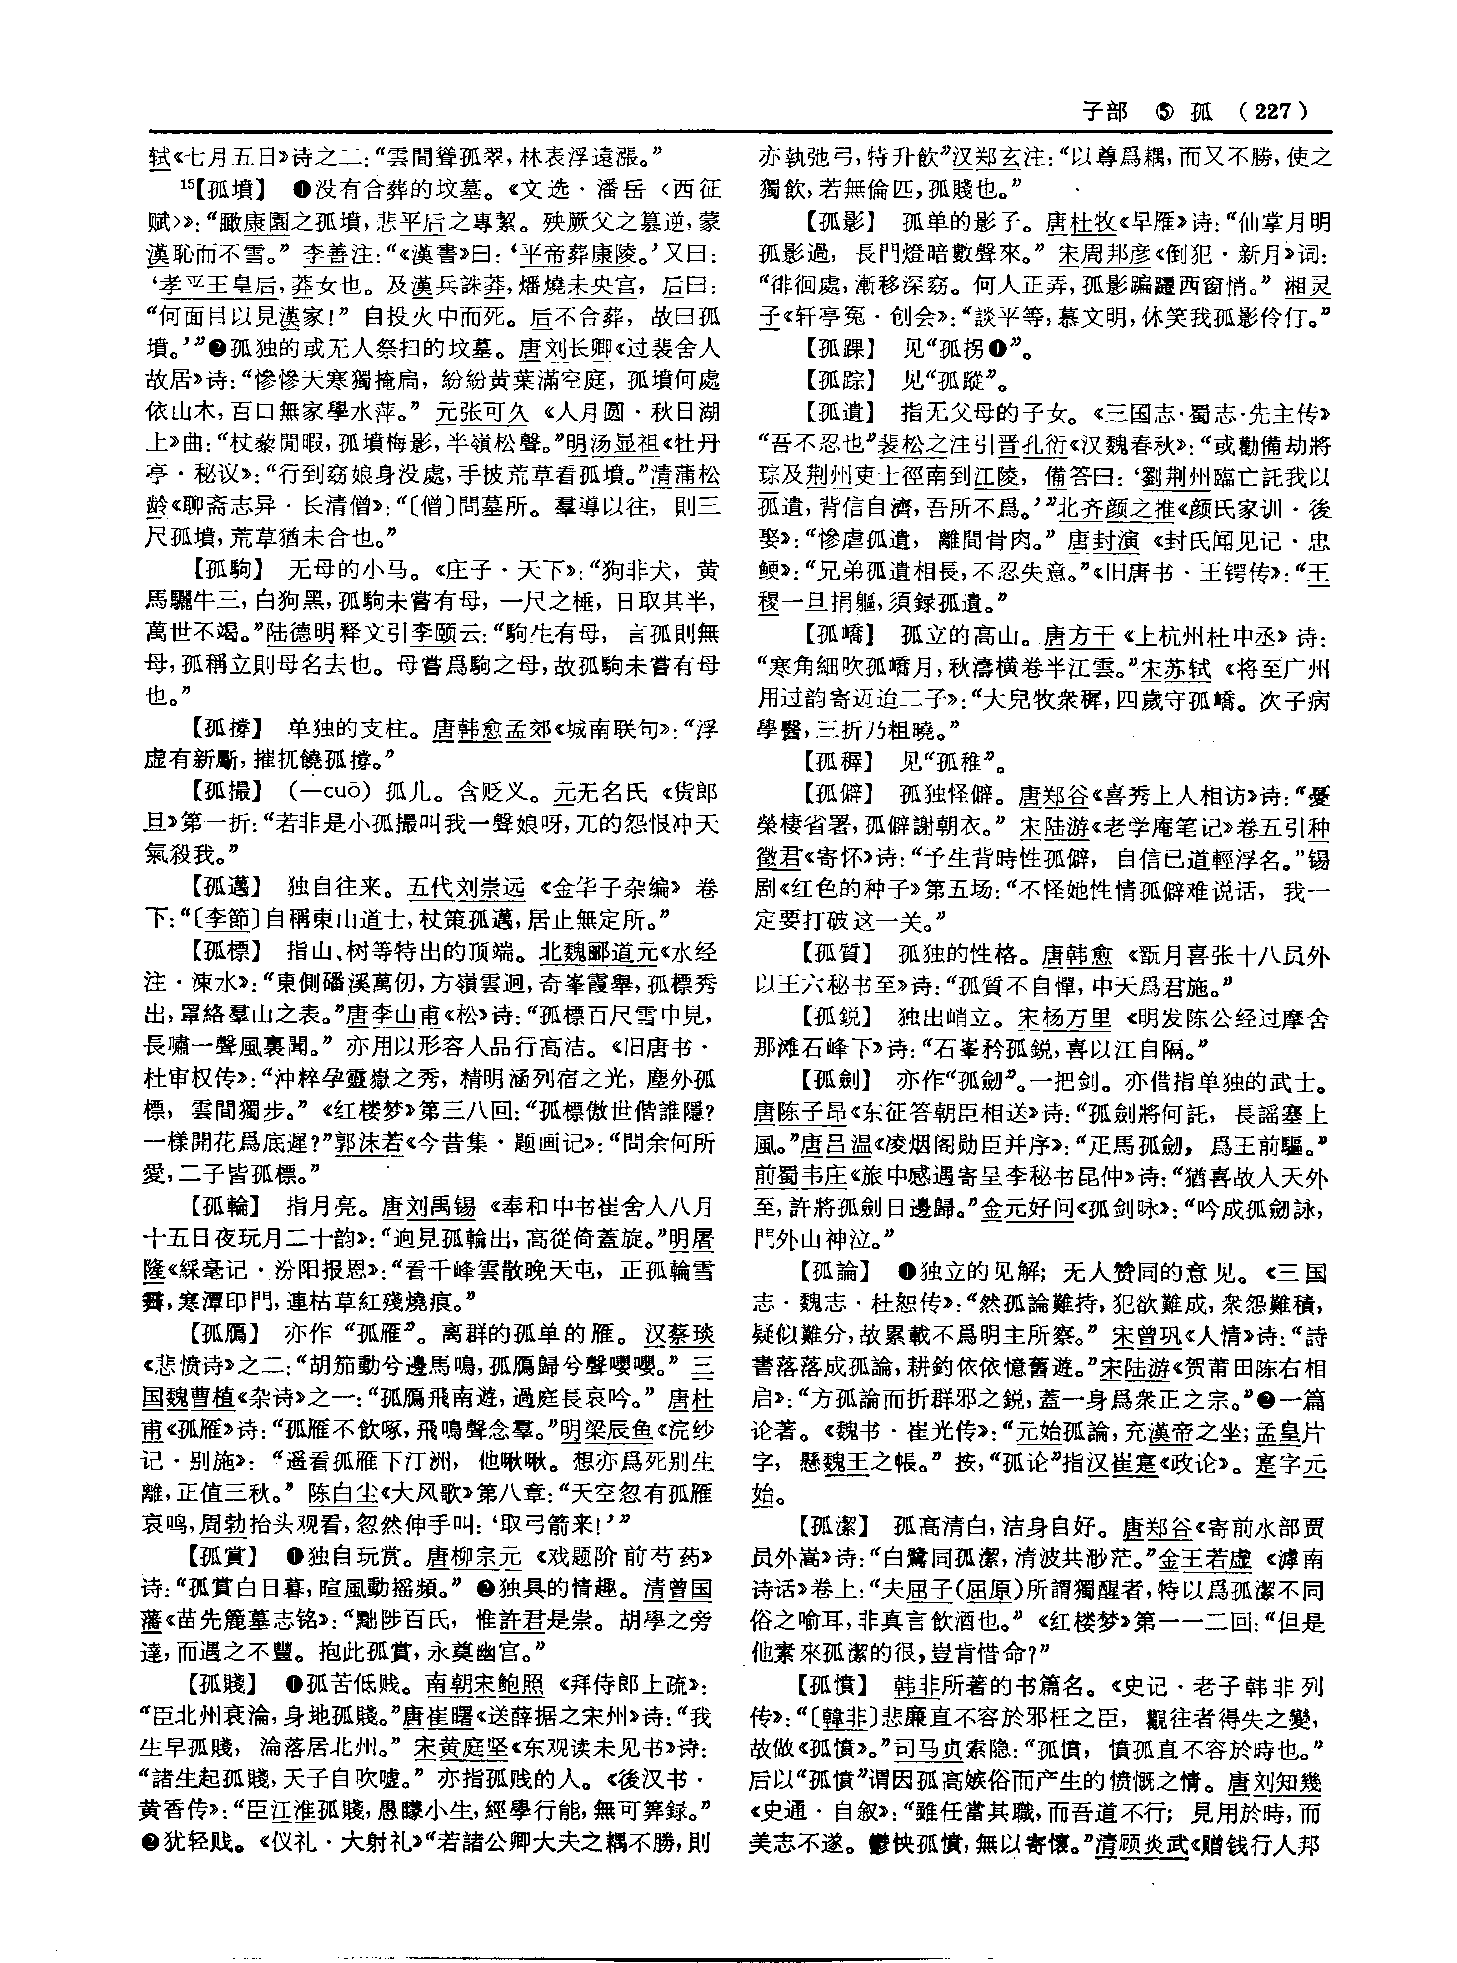 子部　⑤　孤　（227）
轼《七月五日》诗之二：“雲間聳孤翠，林表浮遠漲。”
15【孤墳】　❶没有合葬的坟墓。《文选·潘岳〈西征
赋〉》：“瞰康園之孤墳，悲平后之專絜。殃厥父之篡逆，蒙
漢恥而不雪。”李善注：“《漢書》曰：‘平帝葬康陵。’又曰：
‘孝平王皇后，莽女也。及漢兵誅莽，燔燒未央宫，后曰：
“何面目以見漢家！”自投火中而死。后不合葬，故曰孤
墳。’”❷孤独的或无人祭扫的坟墓。唐刘长卿《过裴舍人
故居》诗：“慘慘天寒獨掩扃，紛紛黄葉滿空庭，孤墳何處
依山木，百口無家學水萍。”元张可久《人月圆·秋日湖
上》曲：“杖藜閒暇，孤墳梅影，半嶺松聲。”明汤显祖《牡丹
亭·秘议》：“行到窈娘身没處，手披荒草看孤墳。”清蒲松
龄《聊斋志异·长清僧》：“〔僧〕問墓所。羣導以往，則三
尺孤墳，荒草猶未合也。”
【孤駒】　无母的小马。《庄子·天下》：“狗非犬，黄
馬驪牛三，白狗黑，孤駒未嘗有母，一尺之棰，日取其半，
萬世不竭。”陆德明释文引李颐云：“駒生有母，言孤則無
母，孤稱立則母名去也。母嘗爲駒之母，故孤駒未嘗有母
也。”
【孤撐】　单独的支柱。唐韩愈孟郊《城南联句》：“浮
虚有新斸，摧扤饒孤撐。”
【孤撮】（—cuō）孤儿。含贬义。元无名氏《货郎
旦》第一折：“若非是小孤撮叫我一聲娘呀，兀的怨恨冲天
氣殺我。”
【孤邁】　独自往来。五代刘崇远《金华子杂编》卷
下：“〔李節〕自稱東山道士，杖策孤邁，居止無定所。”
【孤標】　指山、树等特出的顶端。北魏郦道元《水经
注·涑水》：“東側磻溪萬仞，方嶺雲迴，奇峯霞舉，孤標秀
出，罩絡羣山之表。”唐李山甫《松》诗：“孤標百尺雪中見，
長嘯一聲風裏聞。”亦用以形容人品行高洁。《旧唐书·
杜审权传》：“沖粹孕靈嶽之秀，精明涵列宿之光，塵外孤
標，雲間獨步。”《红楼梦》第三八回：“孤標傲世偕誰隱？
一樣開花爲底遲？”郭沫若《今昔集·题画记》：“問余何所
愛，二子皆孤標。”
【孤輪】　指月亮。唐刘禹锡《奉和中书崔舍人八月
十五日夜玩月二十韵》：“迥見孤輪出，高從倚蓋旋。”明屠
隆《綵毫记·汾阳报恩》：“看千峰雲散晚天屯，正孤輪雪
舞，寒潭印門，連枯草紅殘燒痕。”
【孤鴈】　亦作“孤雁”。离群的孤单的雁。汉蔡琰
《悲愤诗》之二：“胡笳動兮邊馬鳴，孤鴈歸兮聲嚶嚶。”三
国魏曹植《杂诗》之一：“孤鴈飛南遊，過庭長哀吟。”唐杜
甫《孤雁》诗：“孤雁不飲啄，飛鳴聲念羣。”明梁辰鱼《浣纱
记·别施》：“遥看孤雁下汀洲，他啾啾。想亦爲死别生
離，正值三秋。”陈白尘《大风歌》第八章：“天空忽有孤雁
哀鸣，周勃抬头观看，忽然伸手叫：‘取弓箭来！’”
【孤賞】　❶独自玩赏。唐柳宗元《戏题阶前芍药》
诗：“孤賞白日暮，暄風動摇頻。”❷独具的情趣。清曾国
藩《苗先簏墓志铭》：“黜陟百氏，惟許君是崇。胡學之旁
達，而遇之不豐。抱此孤賞，永奠幽宫。”
【孤賤】　❶孤苦低贱。南朝宋鲍照《拜侍郎上疏》：
“臣北州衰淪，身地孤賤。”唐崔曙《送薛据之宋州》诗：“我
生早孤賤，淪落居北州。”宋黄庭坚《东观读未见书》诗：
“諸生起孤賤，天子自吹嘘。”亦指孤贱的人。《後汉书·
黄香传》：“臣江淮孤賤，愚矇小生，經學行能，無可筭録。”
❷犹轻贱。《仪礼·大射礼》“若諸公卿大夫之耦不勝，則
亦執弛弓，特升飲”汉郑玄注：“以尊爲耦，而又不勝，使之
獨飲，若無倫匹，孤賤也。”
【孤影】　孤单的影子。唐杜牧《早雁》诗：“仙掌月明
孤影過，長門燈暗數聲來。”宋周邦彦《倒犯·新月》词：
“徘徊處，漸移深窈。何人正弄，孤影蹁躚西窗悄。”湘灵
子《轩亭冤·创会》：“談平等，慕文明，休笑我孤影伶仃。”
【孤踝】　见“孤拐❶”。
【孤踪】　见“孤蹤”。
【孤遺】　指无父母的子女。《三国志·蜀志·先主传》
“吾不忍也”裴松之注引晋孔衍《汉魏春秋》：“或勸備劫將
琮及荆州吏士徑南到江陵，備答曰：‘劉荆州臨亡託我以
孤遺，背信自濟，吾所不爲。’”北齐颜之推《颜氏家训·後
娶》：“慘虐孤遺，離間骨肉。”唐封演《封氏闻见记·忠
鲠》：“兄弟孤遺相長，不忍失意。”《旧唐书·王锷传》：“王
稷一旦捐軀，須録孤遺。”
【孤嶠】　孤立的高山。唐方干《上杭州杜中丞》诗：
“寒角細吹孤嶠月，秋濤横卷半江雲。”宋苏轼《将至广州
用过韵寄迈迨二子》：“大兒牧衆穉，四歲守孤嶠。次子病
學醫，三折乃粗曉。”
【孤穉】　见“孤稚”。
【孤僻】　孤独怪僻。唐郑谷《喜秀上人相访》诗：“憂
榮棲省署，孤僻謝朝衣。”宋陆游《老学庵笔记》卷五引种
徵君《寄怀》诗：“予生背時性孤僻，自信已道輕浮名。”锡
剧《红色的种子》第五场：“不怪她性情孤僻难说话，我一
定要打破这一关。”
【孤質】　孤独的性格。唐韩愈《翫月喜张十八员外
以王六秘书至》诗：“孤質不自憚，中天爲君施。”
【孤鋭】　独出峭立。宋杨万里《明发陈公经过摩舍
那滩石峰下》诗：“石峯矜孤鋭，喜以江自隔。”
【孤劍】　亦作“孤劒”。一把剑。亦借指单独的武士。
唐陈子昂《东征答朝臣相送》诗：“孤劍將何託，長謡塞上
風。”唐吕温《凌烟阁勋臣并序》：“疋馬孤劒，爲王前驅。”
前蜀韦庄《旅中感遇寄呈李秘书昆仲》诗：“猶喜故人天外
至，許將孤劍日邊歸。”金元好问《孤剑咏》：“吟成孤劒詠，
門外山神泣。”
【孤論】　❶独立的见解；无人赞同的意见。《三国
志·魏志·杜恕传》：“然孤論難持，犯欲難成，衆怨難積，
疑似難分，故累載不爲明主所察。”宋曾巩《人情》诗：“詩
書落落成孤論，耕釣依依憶舊遊。”宋陆游《贺莆田陈右相
启》：“方孤論而折群邪之鋭，蓋一身爲衆正之宗。”❷一篇
论著。《魏书·崔光传》：“元始孤論，充漢帝之坐；孟皇片
字，懸魏王之帳。”按，“孤论”指汉崔寔《政论》。寔字元
始。
【孤潔】　孤高清白，洁身自好。唐郑谷《寄前水部贾
员外嵩》诗：“白鷺同孤潔，清波共渺茫。”金王若虚《滹南
诗话》卷上：“夫屈子（屈原）所謂獨醒者，特以爲孤潔不同
俗之喻耳，非真言飲酒也。”《红楼梦》第一一二回：“但是
他素來孤潔的很，豈肯惜命？”
【孤憤】　韩非所著的书篇名。《史记·老子韩非列
传》：“〔韓非〕悲廉直不容於邪枉之臣，觀往者得失之變，
故做《孤憤》。”司马贞索隐：“孤憤，憤孤直不容於時也。”
后以“孤憤”谓因孤高嫉俗而产生的愤慨之情。唐刘知幾
《史通·自叙》：“雖任當其職，而吾道不行；見用於時，而
美志不遂。鬱怏孤憤，無以寄懷。”清顾炎武《赠钱行人邦